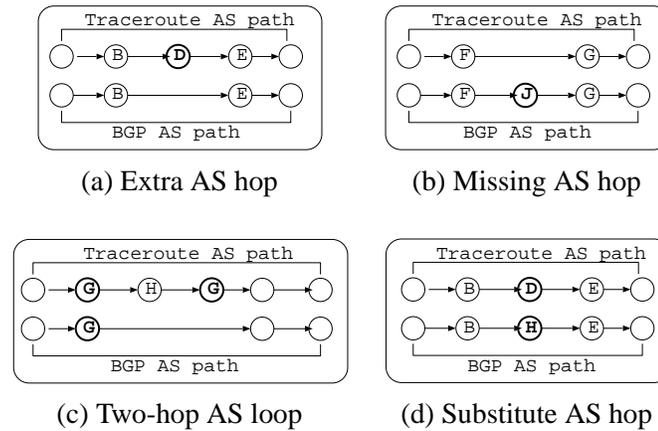 Traceroute AS path
B D E
B E
BGP AS path
(a) Extra AS hop
Traceroute AS path
F G
F J G
BGP AS path
(b) Missing AS hop
Traceroute AS path
G H G
G
BGP AS path
(c) Two-hop AS loop
Traceroute AS path
B D E
B H E
BGP AS path
(d) Substitute AS hop